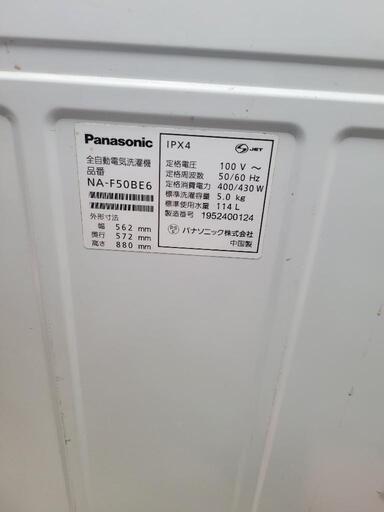 Panasonic
全自動電気洗濯機
品番
NA-F50BE6
外形寸法
幅 562 mm
奥行 572 mm
高さ 880 mm
IPX4
JET
定格電圧 100 V ～
定格周波数 50/60 Hz
定格消費電力 400/430 W
標準洗濯容量 5.0 kg
標準使用水量 114 L
製造番号 1952400124
パナソニック株式会社
中国製